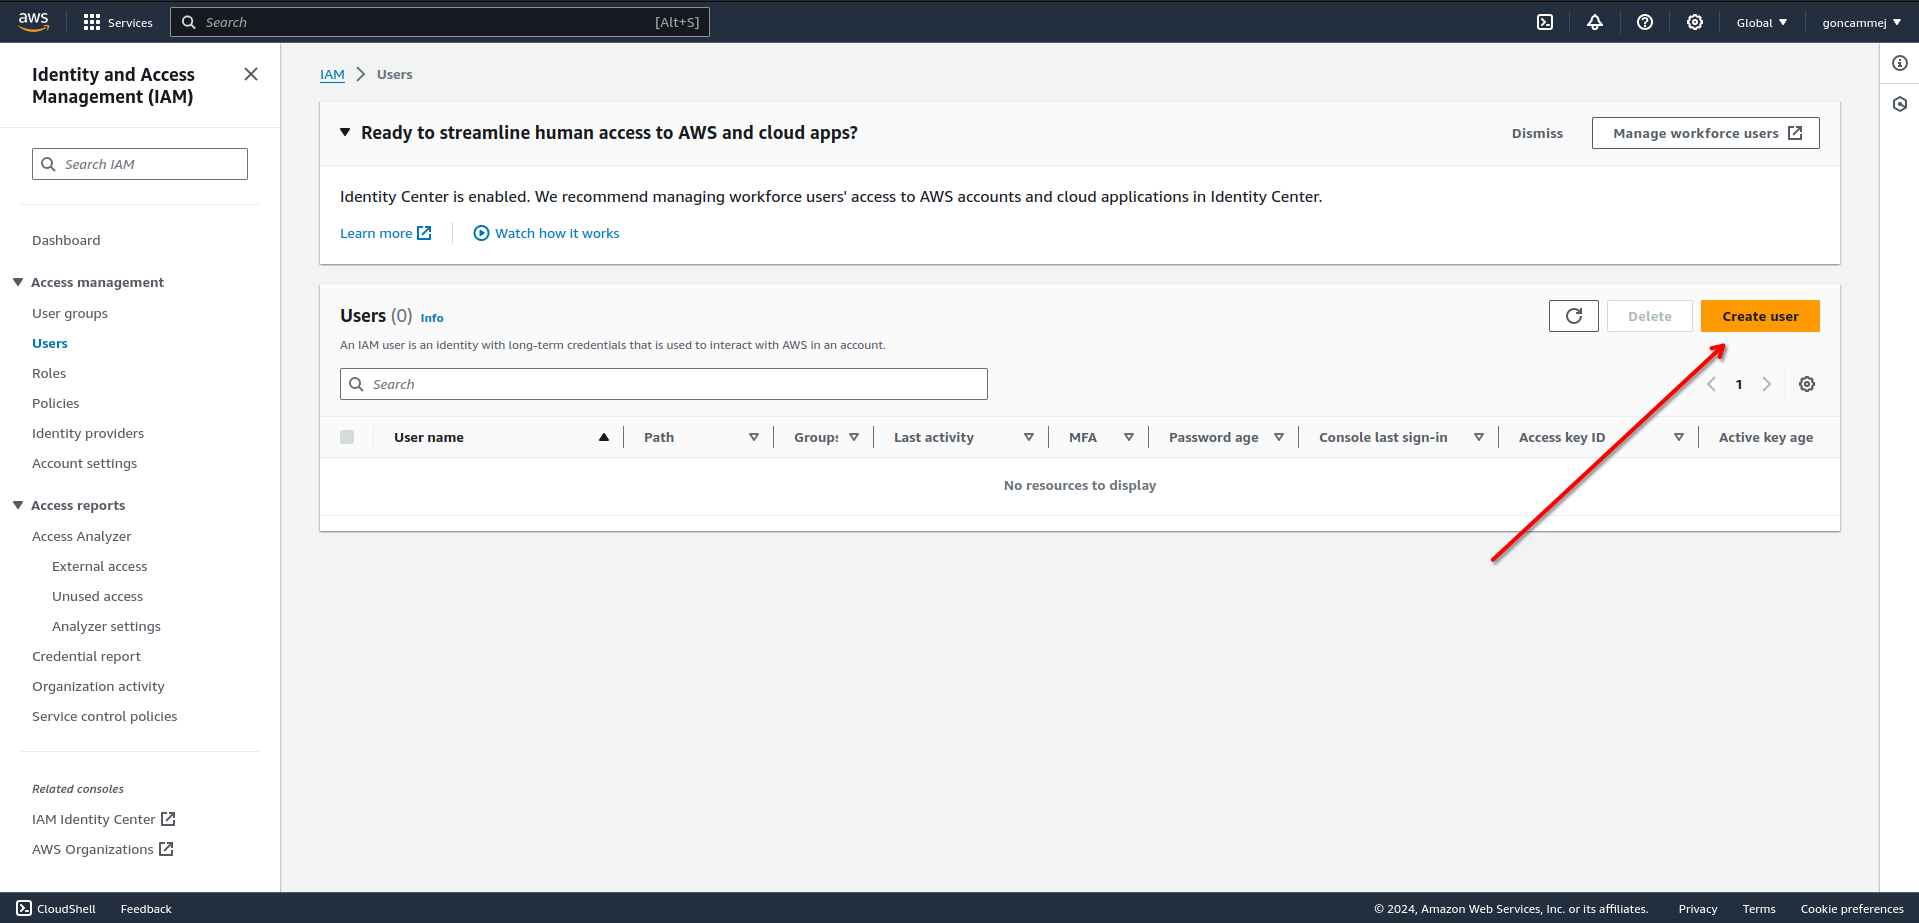 aws
Services
Search [Alt+S]
Global
goncammej
Identity and Access
Management (IAM)
Search IAM
Dashboard
Access management
User groups
Users
Roles
Policies
Identity providers
Account settings
Access reports
Access Analyzer
External access
Unused access
Analyzer settings
Credential report
Organization activity
Service control policies
Related consoles
IAM Identity Center
AWS Organizations
IAM > Users
Ready to streamline human access to AWS and cloud apps?
Dismiss
Manage workforce users
Identity Center is enabled. We recommend managing workforce users' access to AWS accounts and cloud applications in Identity Center.
Learn more
Watch how it works
Users (0) Info
Delete
Create user
An IAM user is an identity with long-term credentials that is used to interact with AWS in an account.
Search
1
User name Path Groups Last activity MFA Password age Console last sign-in Access key ID Active key age
No resources to display
CloudShell Feedback
© 2024, Amazon Web Services, Inc. or its affiliates. Privacy Terms Cookie preferences